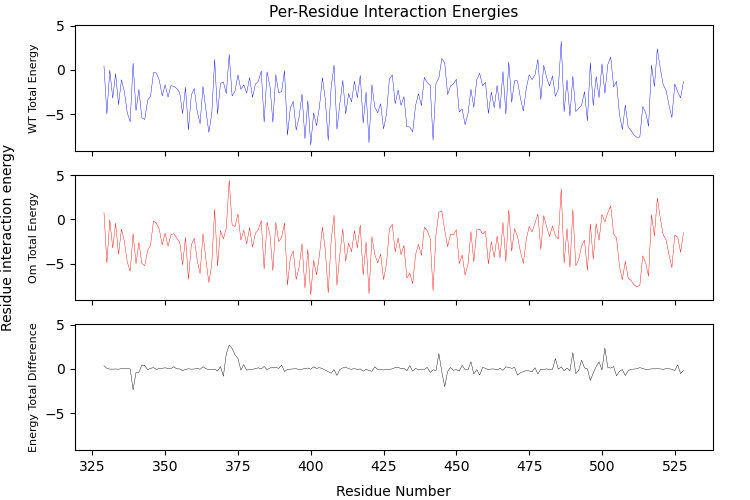 Per-Residue Interaction Energies
Residue interaction energy
WT Total Energy
5
0
−5
Om Total Energy
5
0
−5
Energy Total Difference
5
0
−5
325 350 375 400 425 450 475 500 525
Residue Number